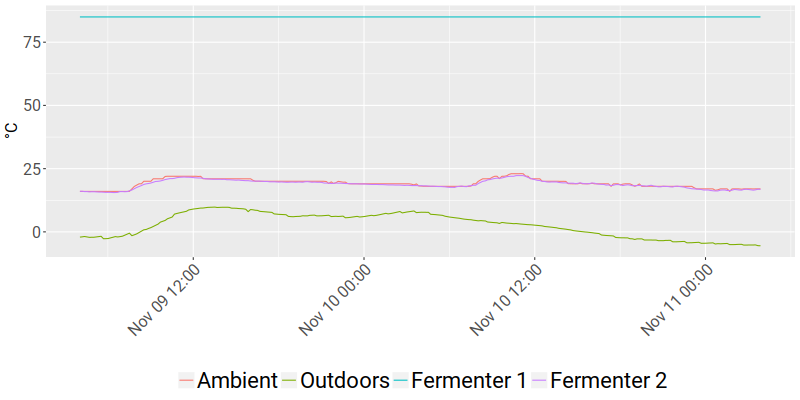 °C
75
50
25
0
Nov 09 12:00
Nov 10 00:00
Nov 10 12:00
Nov 11 00:00
Ambient Outdoors Fermenter 1 Fermenter 2